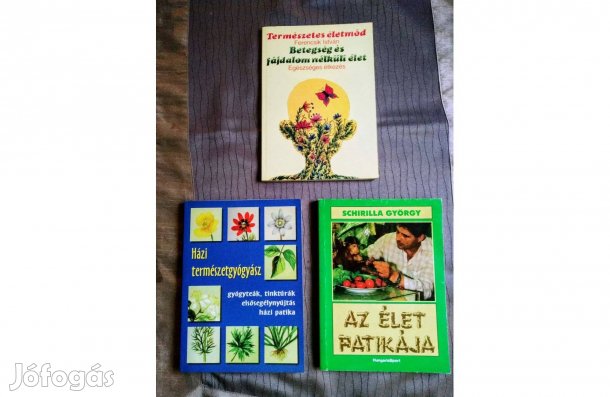 Természetes életmód
Ferencsik István
Betegség és
fájdalom nélküli élet
Egészséges étkezés
Házi
természetgyógyász
gyógyteák, tinktúrák
elsősegélynyújtás
házi patika
SCHIRILLA GYÖRGY
AZ ÉLET
PATIKÁJA
HungariaSport
Jófogás